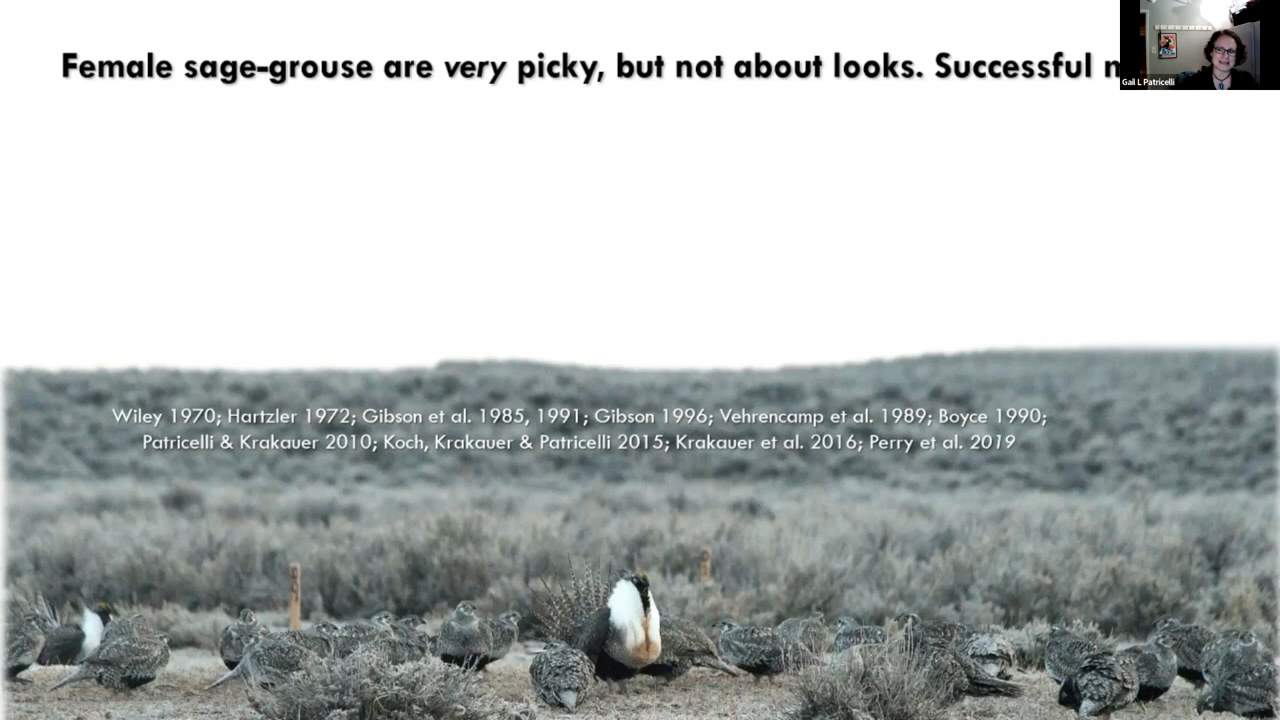 Female sage-grouse are very picky, but not about looks. Successful
Gail L Patricelli
Wiley 1970; Hartzler 1972; Gibson et al. 1985, 1991; Gibson 1996; Vehrencamp et al. 1989; Boyce 1990;
Patricelli & Krakauer 2010; Koch, Krakauer & Patricelli 2015; Krakauer et al. 2016; Perry et al. 2019